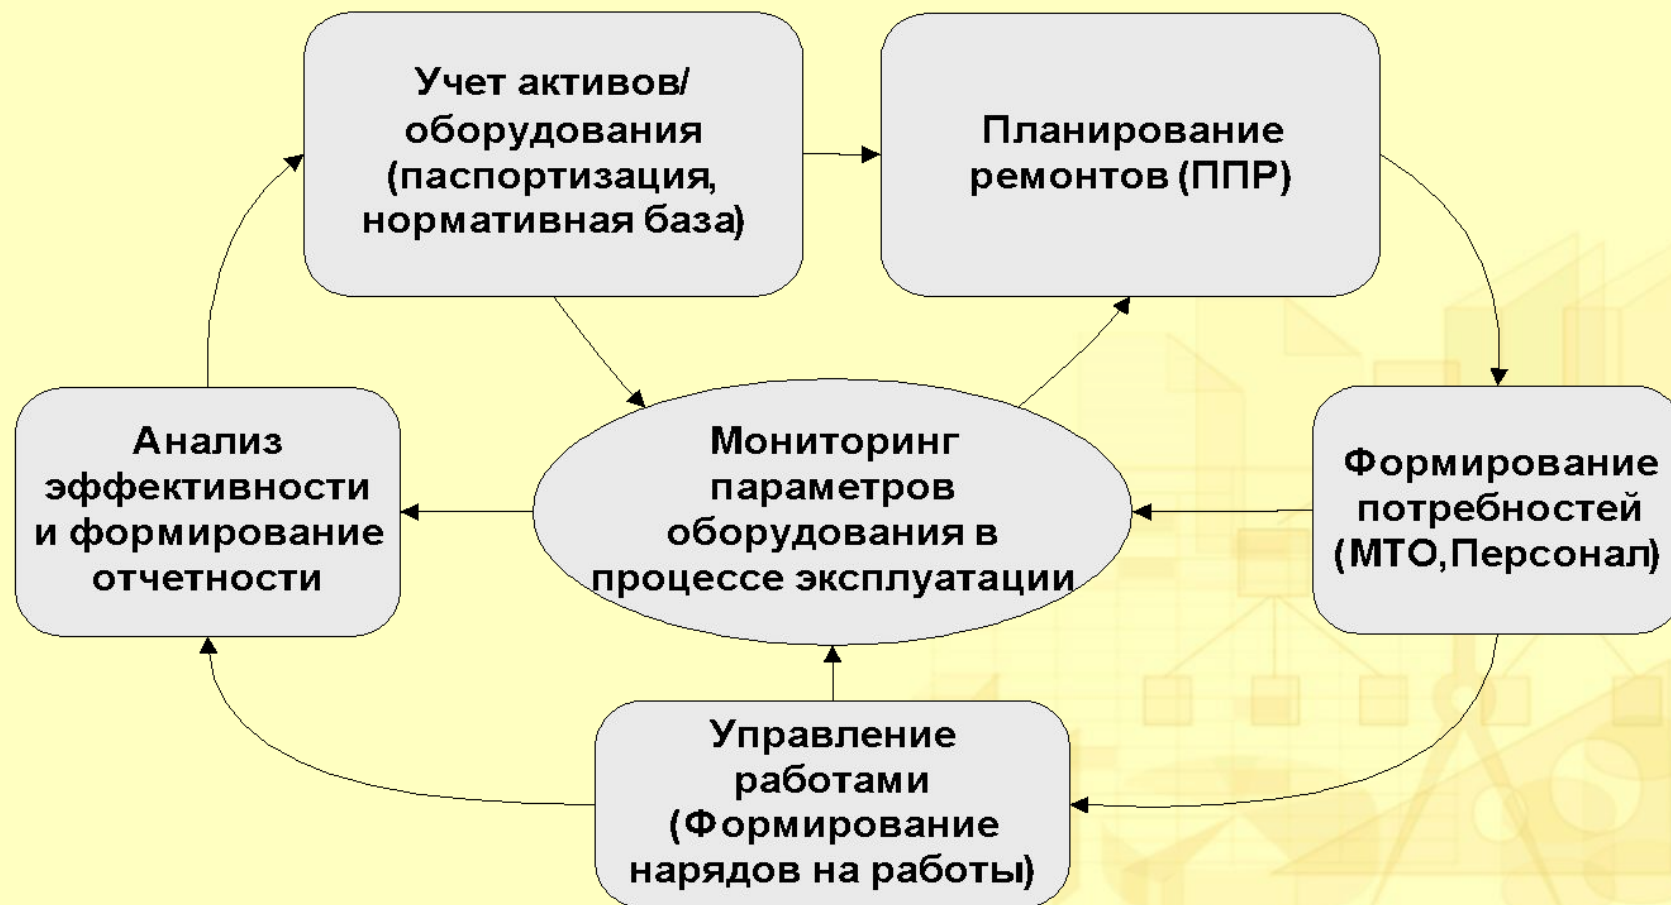 Учет активов/
оборудования
(паспортизация,
нормативная база)
Планирование
ремонтов (ППР)
Анализ
эффективности
и формирование
отчетности
Мониторинг
параметров
оборудования в
процессе эксплуатации
Формирование
потребностей
(МТО,Персонал)
Управление
работами
(Формирование
нарядов на работы)